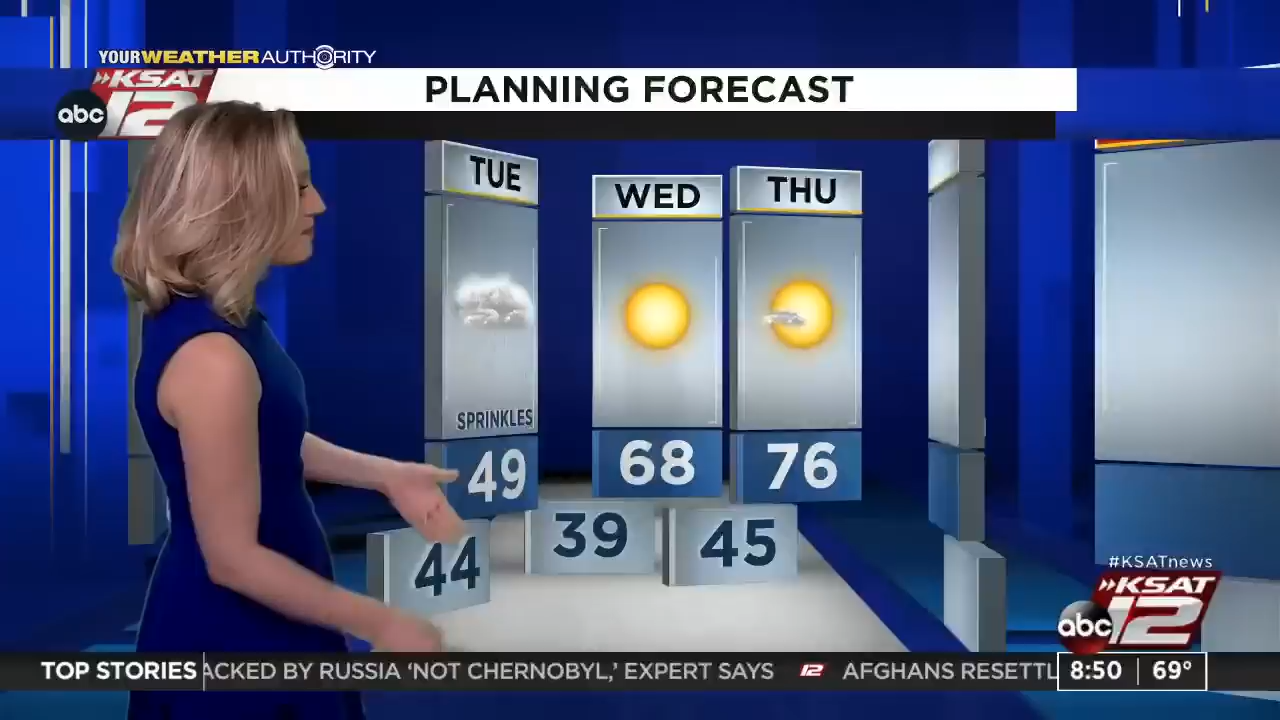 YOURWEATHERAUTHORITY
KSAT
abc 12
PLANNING FORECAST
TUE
WED
THU
SPRINKLES
49
68
76
44
39
45
#KSATnews
KSAT
abc 12
TOP STORIES ACKED BY RUSSIA ‘NOT CHERNOBYL,’ EXPERT SAYS 12 AFGHANS RESETTL 8:50 69°